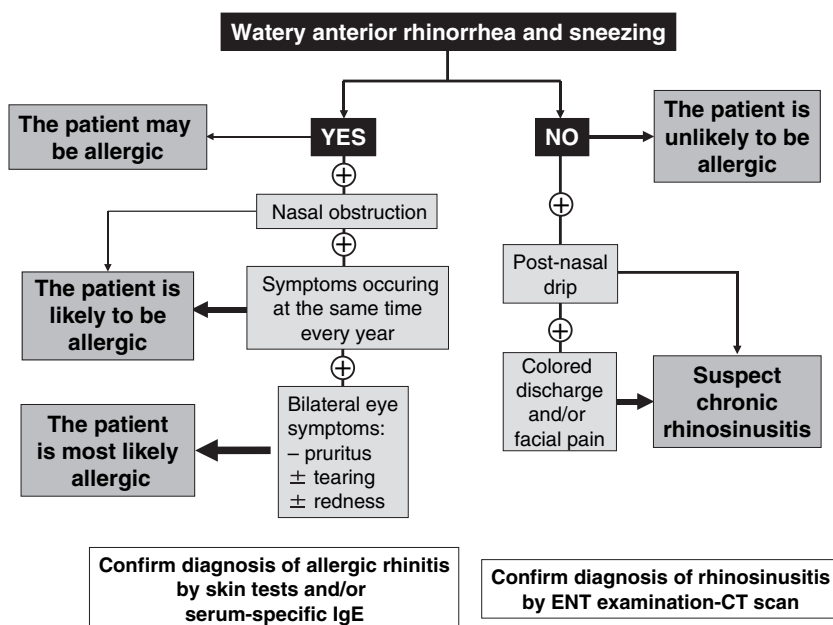 Watery anterior rhinorrhea and sneezing
The patient may
be allergic
YES
NO
The patient is
unlikely to be
allergic
Nasal obstruction
The patient is
likely to be
allergic
Symptoms occuring
at the same time
every year
Post-nasal
drip
The patient
is most likely
allergic
Bilateral eye
symptoms:
– pruritus
± tearing
± redness
Colored
discharge
and/or
facial pain
Suspect
chronic
rhinosinusitis
Confirm diagnosis of allergic rhinitis
by skin tests and/or
serum-specific IgE
Confirm diagnosis of rhinosinusitis
by ENT examination-CT scan